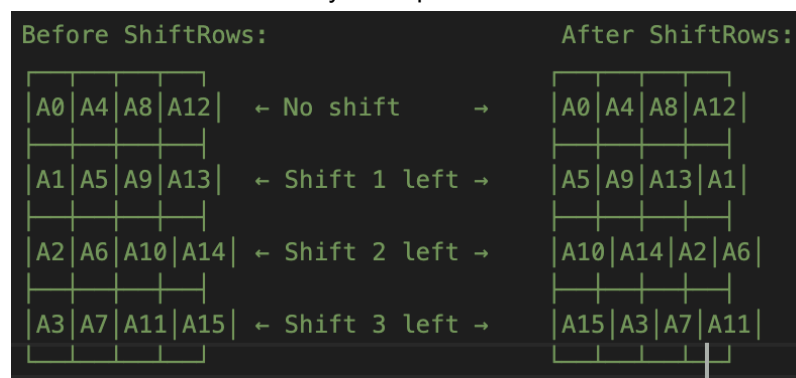 Before ShiftRows: After ShiftRows:
|A0|A4|A8|A12| ← No shift → |A0|A4|A8|A12|
|A1|A5|A9|A13| ← Shift 1 left → |A5|A9|A13|A1|
|A2|A6|A10|A14| ← Shift 2 left → |A10|A14|A2|A6|
|A3|A7|A11|A15| ← Shift 3 left → |A15|A3|A7|A11|